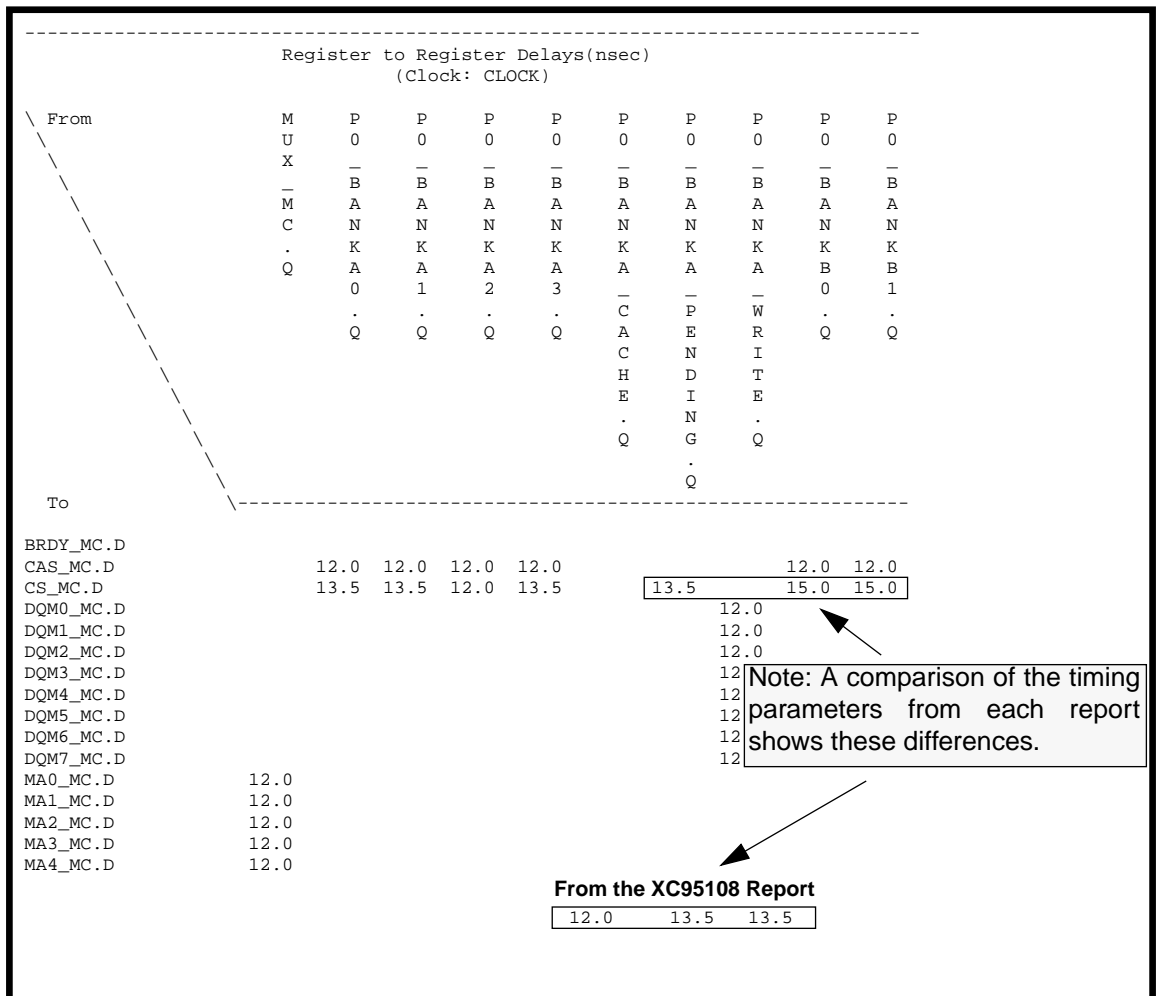 --------------------------------------------------------------------------------
Register to Register Delays(nsec)
(Clock: CLOCK)
\ From M P P P P P P P P P
U 0 0 0 0 0 0 0 0 0
X _ _ _ _ _ _ _ _ _
_ B B B B B B B B B
M A A A A A A A A A
C N N N N N N N N N
. K K K K K K K K K
Q A A A A A A A B B
0 1 2 3 _ _ _ 0 1
. . . . C P W . .
Q Q Q Q A E R Q Q
C N I
H D T
E I E
. N .
Q G Q
.
Q
To \------------------------------------------------------------
BRDY_MC.D
CAS_MC.D 12.0 12.0 12.0 12.0 12.0 12.0
CS_MC.D 13.5 13.5 12.0 13.5 13.5 15.0 15.0
DQM0_MC.D 12.0
DQM1_MC.D 12.0
DQM2_MC.D 12.0
DQM3_MC.D 12
DQM4_MC.D 12
DQM5_MC.D 12
DQM6_MC.D 12
DQM7_MC.D 12
MA0_MC.D 12.0
MA1_MC.D 12.0
MA2_MC.D 12.0
MA3_MC.D 12.0
MA4_MC.D 12.0
Note: A comparison of the timing
parameters from each report
shows these differences.
From the XC95108 Report
12.0 13.5 13.5